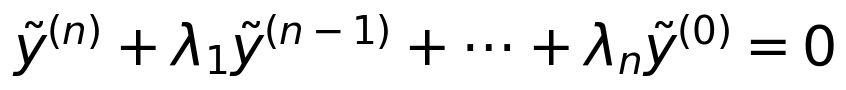 ỹ⁽ⁿ⁾ + λ₁ỹ⁽ⁿ⁻¹⁾ + ⋯ + λₙỹ⁽⁰⁾ = 0